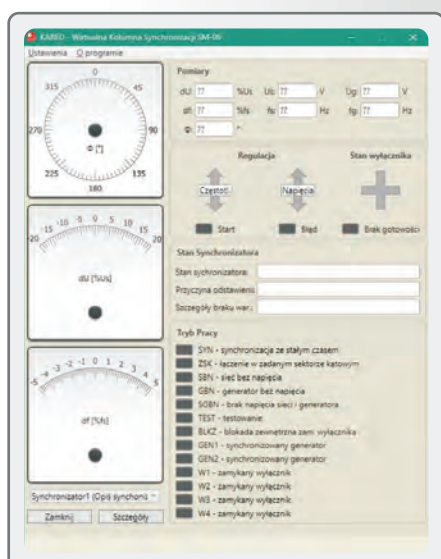 KARED - Wirtualna Kolumna Synchronizacji SM-06
Ustawienia O programie
0
315 45
270 90
Φ [°]
225 135
180
-20 -15 -10 -5 0 5 10 15 20
dU [%Us]
-5 -4 -3 -2 -1 0 1 2 3 4 5
df [%fs]
Synchronizator1 (Opis synchroni
Zamknij Szczegóły
Pomiary
dU: ?? %Us Us: ?? V Ug: ?? V
df: ?? %fs fs: ?? Hz fg: ?? Hz
Φ: ?? °
Regulacja Stan wyłącznika
Częstotl. Napięcia
Start Błąd Brak gotowości
Stan Synchronizatora
Stan sychronizatora:
Przyczyna odstawienia
Szczegóły braku war.:
Tryb Pracy
SYN - synchronizacja ze stałym czasem
ZSK - łączenie w zadanym sektorze kątowym
SBN - sieć bez napięcia
GBN - generator bez napięcia
SGBN - brak napięcia sieci i generatora
TEST - testowanie
BLKZ - blokada zewnetrzna zam. wyłącznika
GEN1 - synchronizowany generator
GEN2 - synchronizowany generator
W1 - zamykany wyłącznik
W2 - zamykany wyłącznik
W3 - zamykany wyłącznik
W4 - zamykany wyłącznik